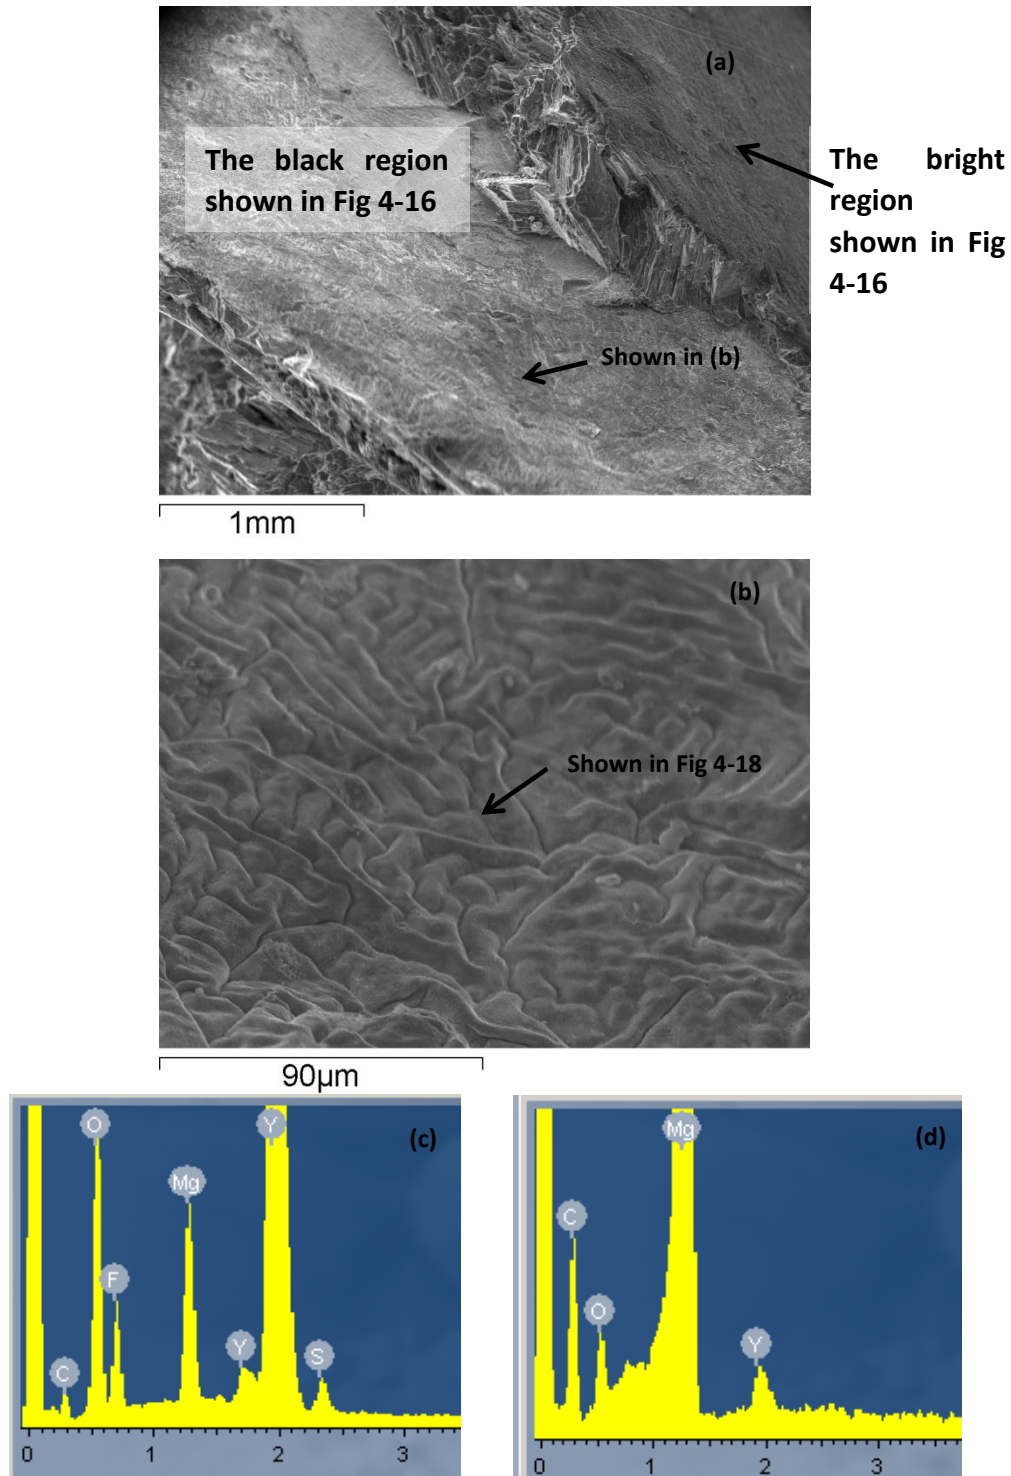 (a)
The black region
shown in Fig 4-16
The bright
region
shown in Fig
4-16
Shown in (b)
1mm
(b)
Shown in Fig 4-18
90µm
(c)
O
Y
Mg
F
Y
S
C
0 1 2 3
(d)
Mg
C
O
Y
0 1 2 3